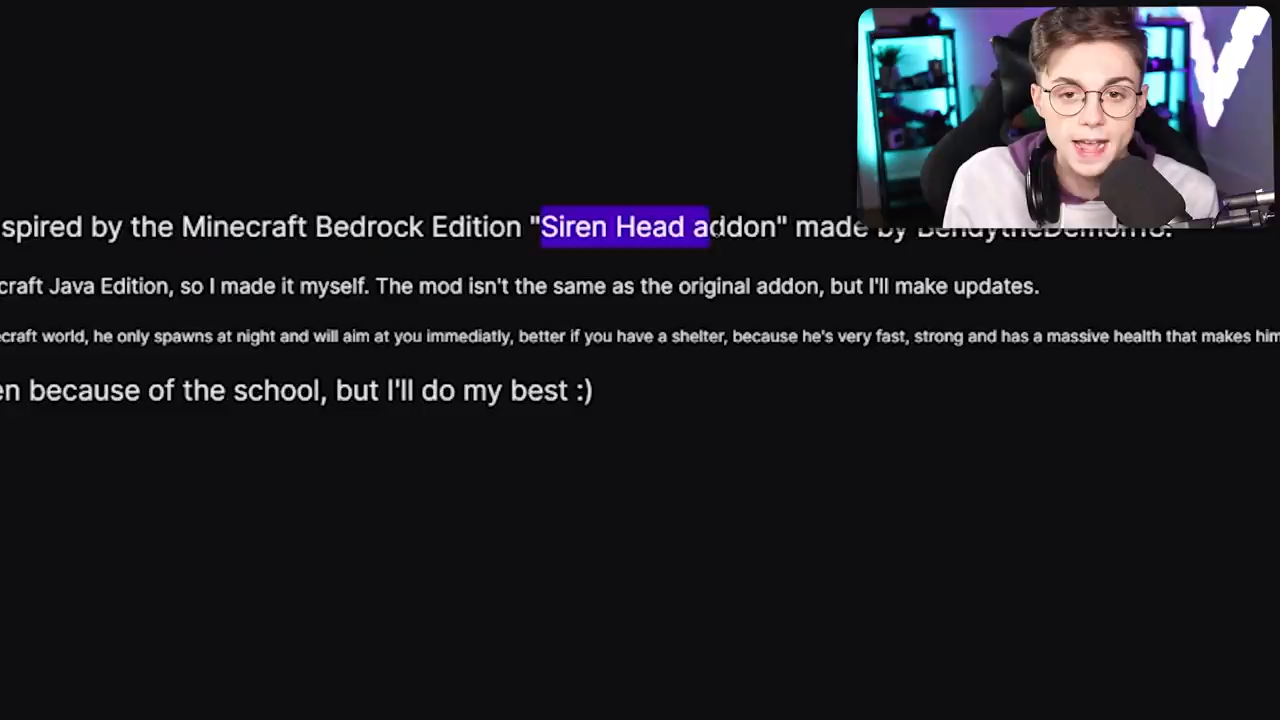 spired by the Minecraft Bedrock Edition "Siren Head addon" made by BendytheDemon18.
craft Java Edition, so I made it myself. The mod isn't the same as the original addon, but I'll make updates.
ecraft world, he only spawns at night and will aim at you immediatly, better if you have a shelter, because he's very fast, strong and has a massive health that makes him
en because of the school, but I'll do my best :)